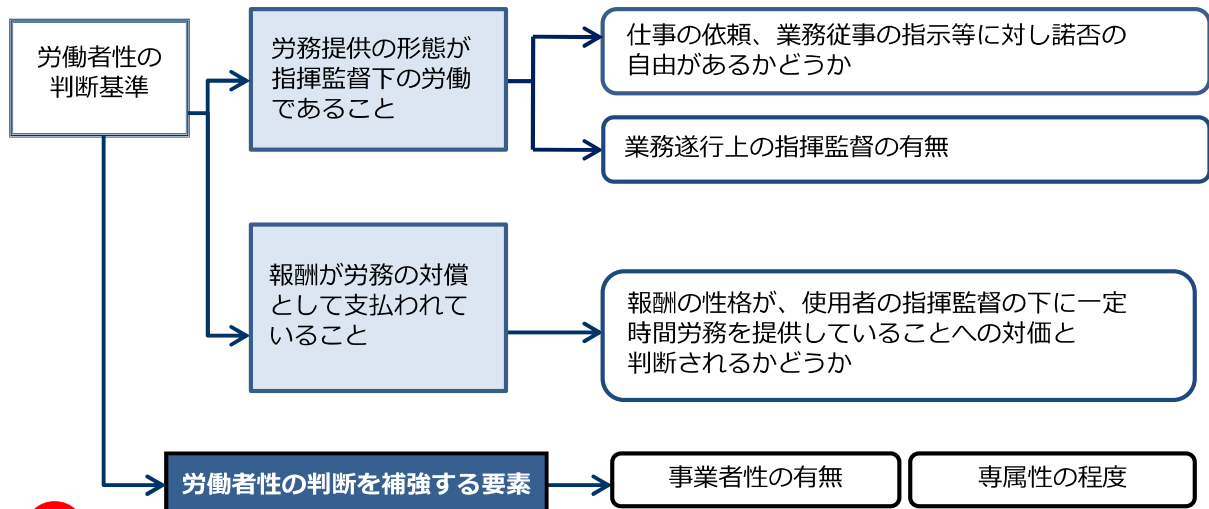 労働者性の
判断基準
労務提供の形態が
指揮監督下の労働
であること
仕事の依頼、業務従事の指示等に対し諾否の
自由があるかどうか
業務遂行上の指揮監督の有無
報酬が労務の対償
として支払われて
いること
報酬の性格が、使用者の指揮監督の下に一定
時間労務を提供していることへの対価と
判断されるかどうか
労働者性の判断を補強する要素
事業者性の有無
専属性の程度